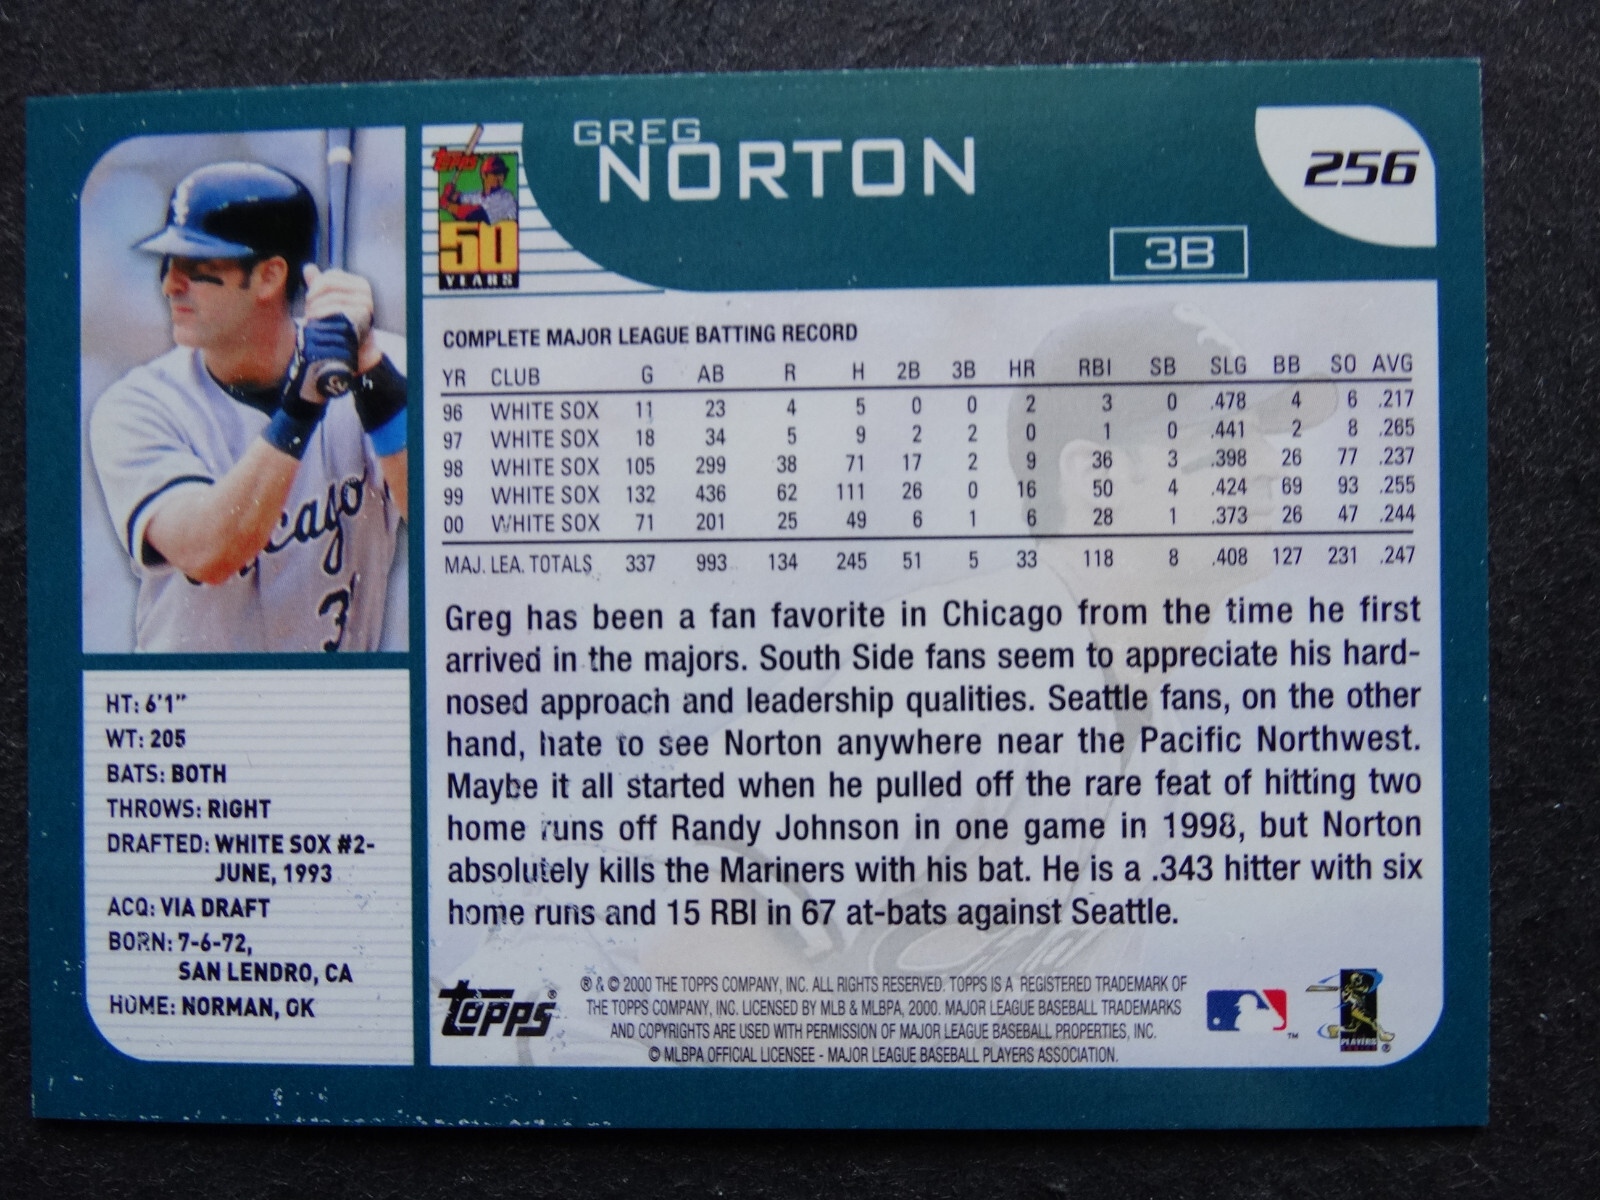 GREG
NORTON
256
3B
Topps
50
YEARS
COMPLETE MAJOR LEAGUE BATTING RECORD
YR CLUB G AB R H 2B 3B HR RBI SB SLG BB SO AVG
96 WHITE SOX 11 23 4 5 0 0 2 3 0 .478 4 6 .217
97 WHITE SOX 18 34 5 9 2 2 0 1 0 .441 2 8 .265
98 WHITE SOX 105 299 38 71 17 2 9 36 3 .398 26 77 .237
99 WHITE SOX 132 436 62 111 26 0 16 50 4 .424 69 93 .255
00 WHITE SOX 71 201 25 49 6 1 6 28 1 .373 26 47 .244
MAJ. LEA. TOTALS 337 993 134 245 51 5 33 118 8 .408 127 231 .247
Greg has been a fan favorite in Chicago from the time he first
arrived in the majors. South Side fans seem to appreciate his hard-
nosed approach and leadership qualities. Seattle fans, on the other
hand, hate to see Norton anywhere near the Pacific Northwest.
Maybe it all started when he pulled off the rare feat of hitting two
home runs off Randy Johnson in one game in 1998, but Norton
absolutely kills the Mariners with his bat. He is a .343 hitter with six
home runs and 15 RBI in 67 at-bats against Seattle.
HT: 6'1"
WT: 205
BATS: BOTH
THROWS: RIGHT
DRAFTED: WHITE SOX #2-
JUNE, 1993
ACQ: VIA DRAFT
BORN: 7-6-72,
SAN LENDRO, CA
HOME: NORMAN, OK
Topps®
® & © 2000 THE TOPPS COMPANY, INC. ALL RIGHTS RESERVED. TOPPS IS A REGISTERED TRADEMARK OF
THE TOPPS COMPANY, INC. LICENSED BY MLB & MLBPA, 2000. MAJOR LEAGUE BASEBALL TRADEMARKS
AND COPYRIGHTS ARE USED WITH PERMISSION OF MAJOR LEAGUE BASEBALL PROPERTIES, INC.
© MLBPA OFFICIAL LICENSEE - MAJOR LEAGUE BASEBALL PLAYERS ASSOCIATION.
TM
PLAYERS
®
cago
3